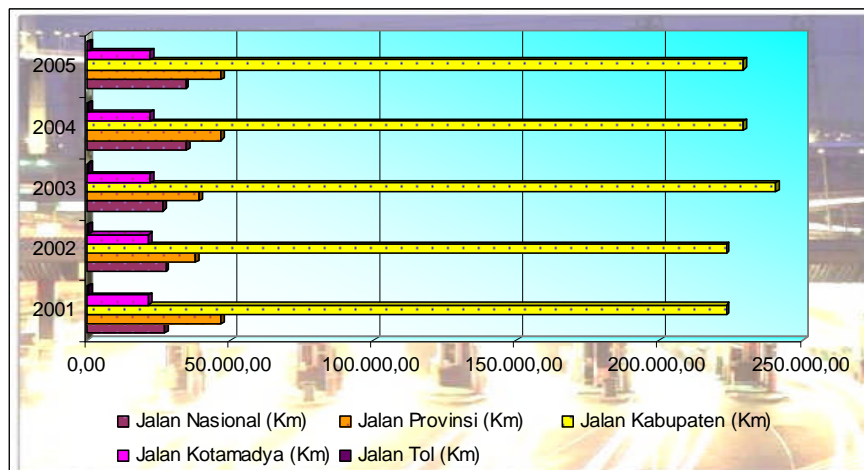 2005
2004
2003
2002
2001
0,00 50.000,00 100.000,00 150.000,00 200.000,00 250.000,00
Jalan Nasional (Km) Jalan Provinsi (Km) Jalan Kabupaten (Km)
Jalan Kotamadya (Km) Jalan Tol (Km)